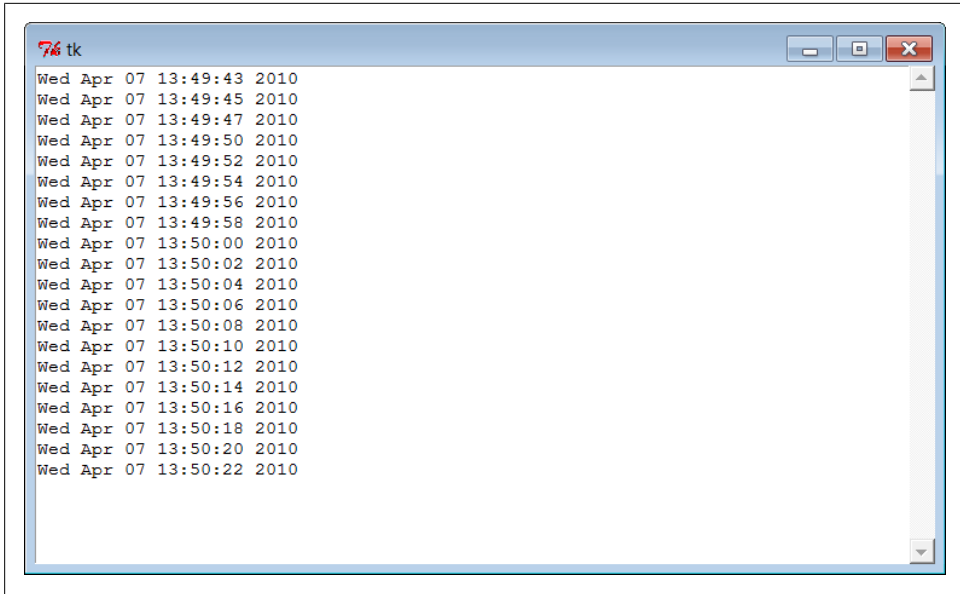 tk
Wed Apr 07 13:49:43 2010
Wed Apr 07 13:49:45 2010
Wed Apr 07 13:49:47 2010
Wed Apr 07 13:49:50 2010
Wed Apr 07 13:49:52 2010
Wed Apr 07 13:49:54 2010
Wed Apr 07 13:49:56 2010
Wed Apr 07 13:49:58 2010
Wed Apr 07 13:50:00 2010
Wed Apr 07 13:50:02 2010
Wed Apr 07 13:50:04 2010
Wed Apr 07 13:50:06 2010
Wed Apr 07 13:50:08 2010
Wed Apr 07 13:50:10 2010
Wed Apr 07 13:50:12 2010
Wed Apr 07 13:50:14 2010
Wed Apr 07 13:50:16 2010
Wed Apr 07 13:50:18 2010
Wed Apr 07 13:50:20 2010
Wed Apr 07 13:50:22 2010